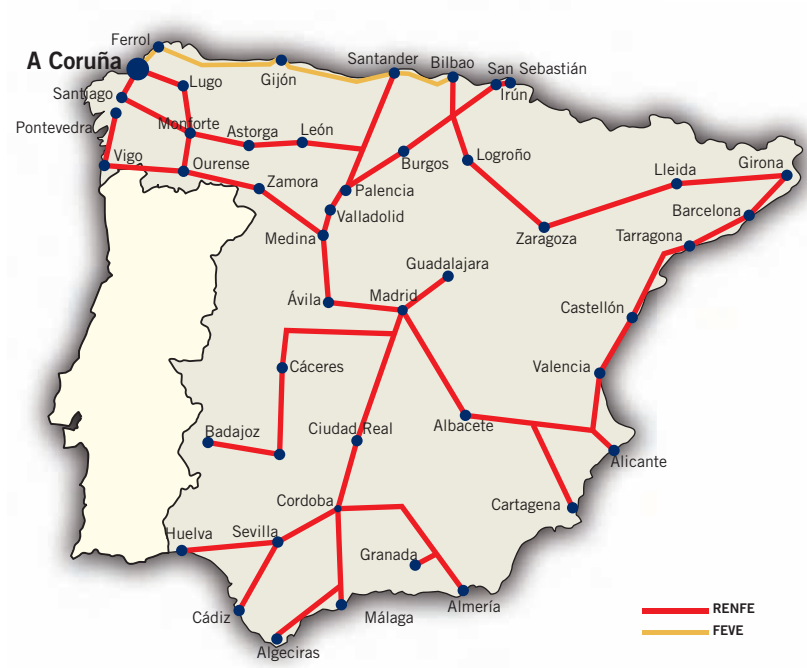 Ferrol
A Coruña
Santander
Bilbao
San Sebastián
Irún
Gijón
Lugo
Santiago
Pontevedra
Monforte
Astorga
León
Burgos
Logroño
Vigo
Ourense
Zamora
Palencia
Lleida
Girona
Valladolid
Barcelona
Medina
Zaragoza
Tarragona
Guadalajara
Ávila
Madrid
Castellón
Cáceres
Valencia
Badajoz
Ciudad Real
Albacete
Alicante
Cordoba
Cartagena
Huelva
Sevilla
Granada
Cádiz
Málaga
Almería
Algeciras
RENFE
FEVE